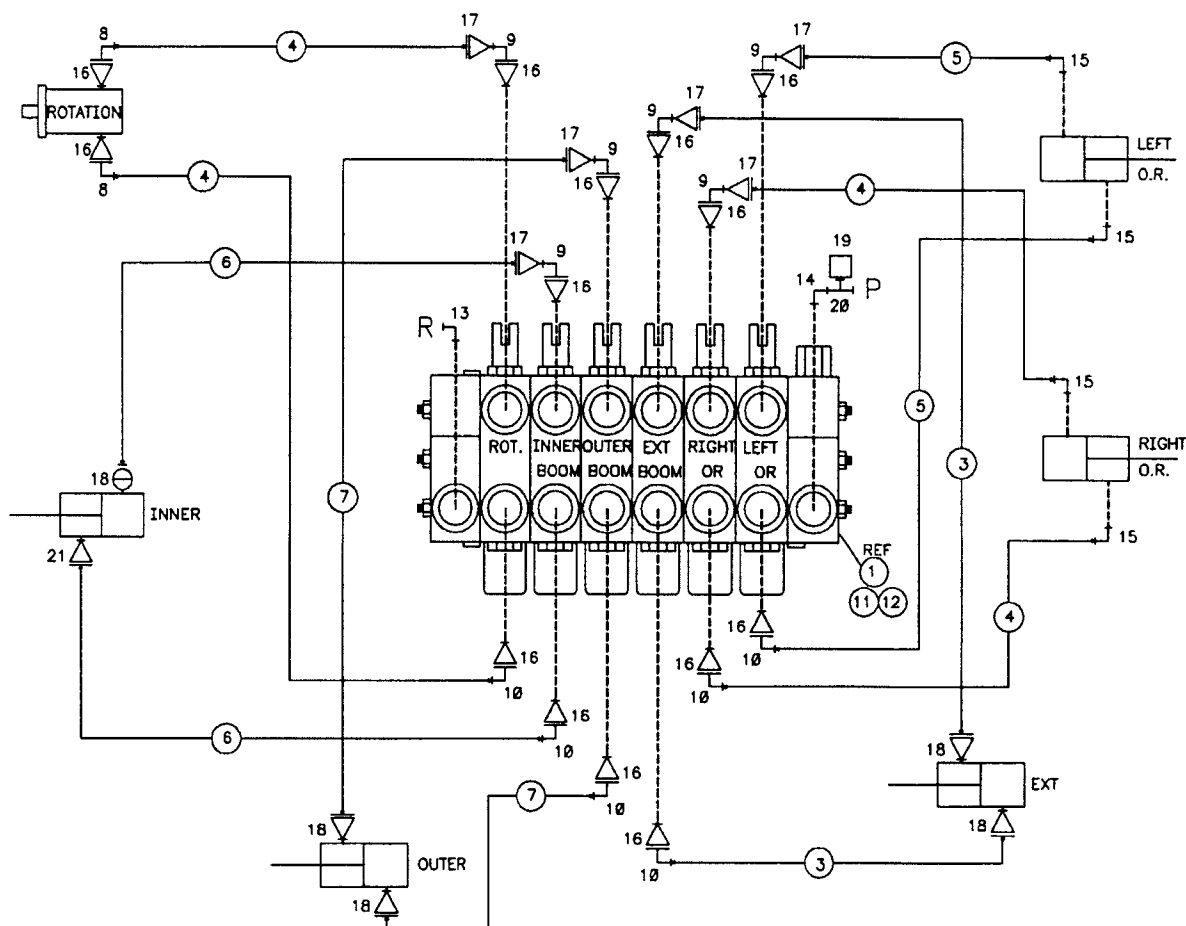 8 4 17 9 17 5 15
16 16 9 16
ROTATION
9 17
16 17 9 16 LEFT
8 4 16 9 17 4 O.R.
16
15
6 17 9 19
16 14 P
20
R 13
15
5
ROT. INNER OUTER EXT RIGHT LEFT
BOOM BOOM BOOM OR OR
RIGHT
O.R.
3
18
7
INNER
15
21
REF
1
11 12
4
16
10
16
16
10
10
16
6 10
18
16
7 10
EXT
18
16
18
10 3
OUTER
18